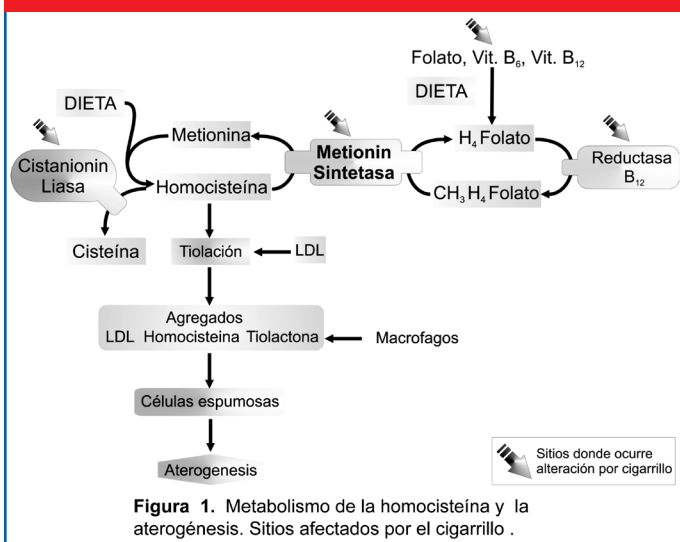 Folato, Vit. B₆, Vit. B₁₂
DIETA
DIETA
Metionina
Metionin
Sintetasa
H₄ Folato
Reductasa
B₁₂
Cistanionin
Liasa
Homocisteína
CH₃ H₄ Folato
Cisteína
Tiolación
LDL
Agregados
LDL Homocisteina Tiolactona
Macrofagos
Células espumosas
Aterogenesis
Sitios donde ocurre
alteración por cigarrillo
Figura 1. Metabolismo de la homocisteína y la
aterogénesis. Sitios afectados por el cigarrillo .